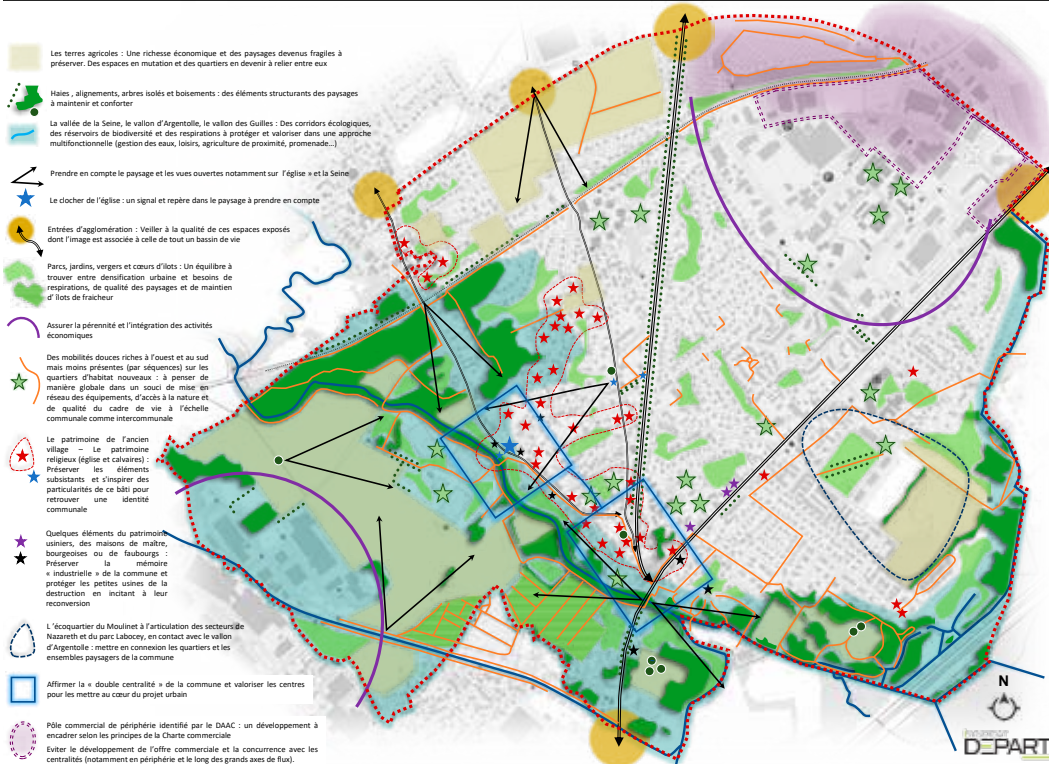 Les terres agricoles : Une richesse économique et des paysages devenus fragiles à
préserver. Des espaces en mutation et des quartiers en devenir à relier entre eux
Haies , alignements, arbres isolés et boisements : des éléments structurants des paysages
à maintenir et conforter
La vallée de la Seine, le vallon d'Argentolle, le vallon des Guilles : Des corridors écologiques,
des réservoirs de biodiversité et des respirations à protéger et valoriser dans une approche
multifonctionnelle (gestion des eaux, loisirs, agriculture de proximité, promenade...)
Prendre en compte le paysage et les vues ouvertes notamment sur l'église » et la Seine
Le clocher de l'église : un signal et repère dans le paysage à prendre en compte
Entrées d'agglomération : Veiller à la qualité de ces espaces exposés
dont l'image est associée à celle de tout un bassin de vie
Parcs, jardins, vergers et cœurs d'ilots : Un équilibre à
trouver entre densification urbaine et besoins de
respirations, de qualité des paysages et de maintien
d' ilots de fraicheur
Assurer la pérennité et l'intégration des activités
économiques
Des mobilités douces riches à l'ouest et au sud
mais moins présentes (par séquences) sur les
quartiers d'habitat nouveaux : à penser de
manière globale dans un souci de mise en
réseau des équipements, d'accès à la nature et
de qualité du cadre de vie à l'échelle
communale comme intercommunale
Le patrimoine de l'ancien
village – Le patrimoine
religieux (église et calvaires) :
Préserver les éléments
subsistants et s'inspirer des
particularités de ce bâti pour
retrouver une identité
communale
Quelques éléments du patrimoine
usiniers, des maisons de maître,
bourgeoises ou de faubourgs :
Préserver la mémoire
« industrielle » de la commune et
protéger les petites usines de la
destruction en incitant à leur
reconversion
L 'écoquartier du Moulinet à l'articulation des secteurs de
Nazareth et du parc Labocey, en contact avec le vallon
d'Argentolle : mettre en connexion les quartiers et les
ensembles paysagers de la commune
Affirmer la « double centralité » de la commune et valoriser les centres
pour les mettre au cœur du projet urbain
Pôle commercial de périphérie identifié par le DAAC : un développement à
encadrer selon les principes de la Charte commerciale
Eviter le développement de l'offre commerciale et la concurrence avec les
centralités (notamment en périphérie et le long des grands axes de flux).
N
DEPART